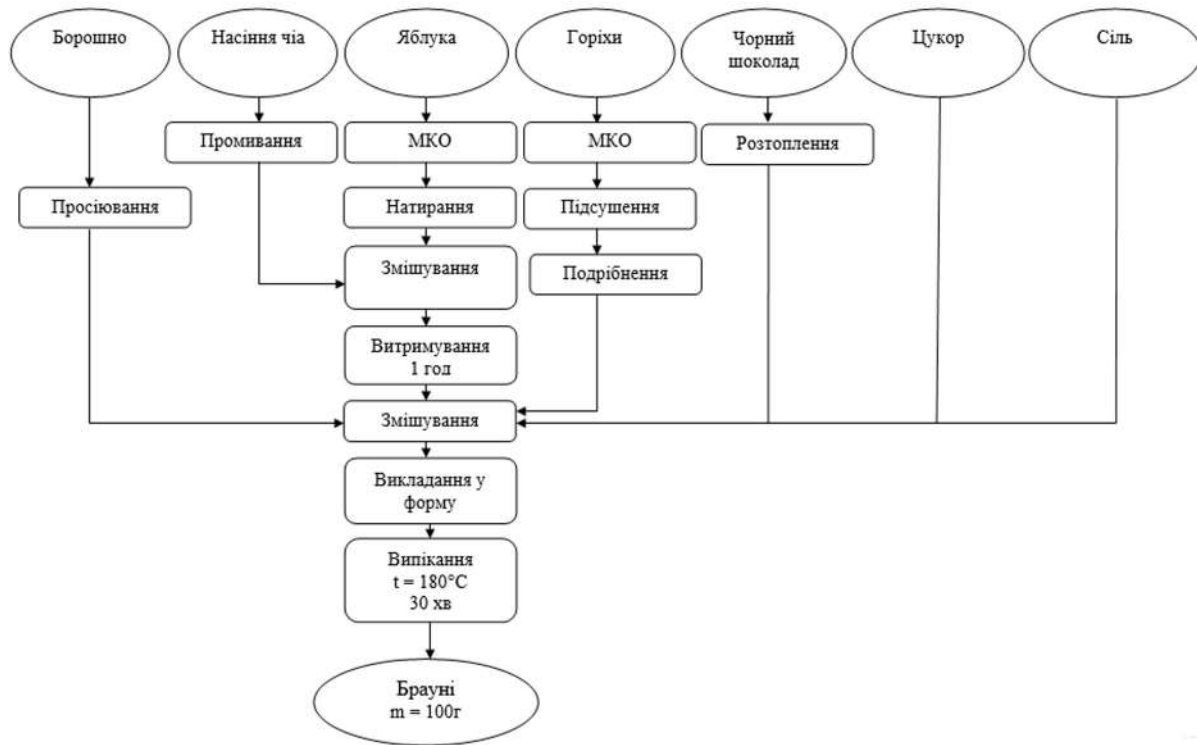 Борошно
Насіння чіа
Яблука
Горіхи
Чорний
шоколад
Цукор
Сіль
Промивання
МКО
МКО
Розтоплення
Просіювання
Натирання
Підсушення
Змішування
Подрібнення
Витримування
1 год
Змішування
Викладання у
форму
Випікання
t = 180°C
30 хв
Брауні
m = 100г